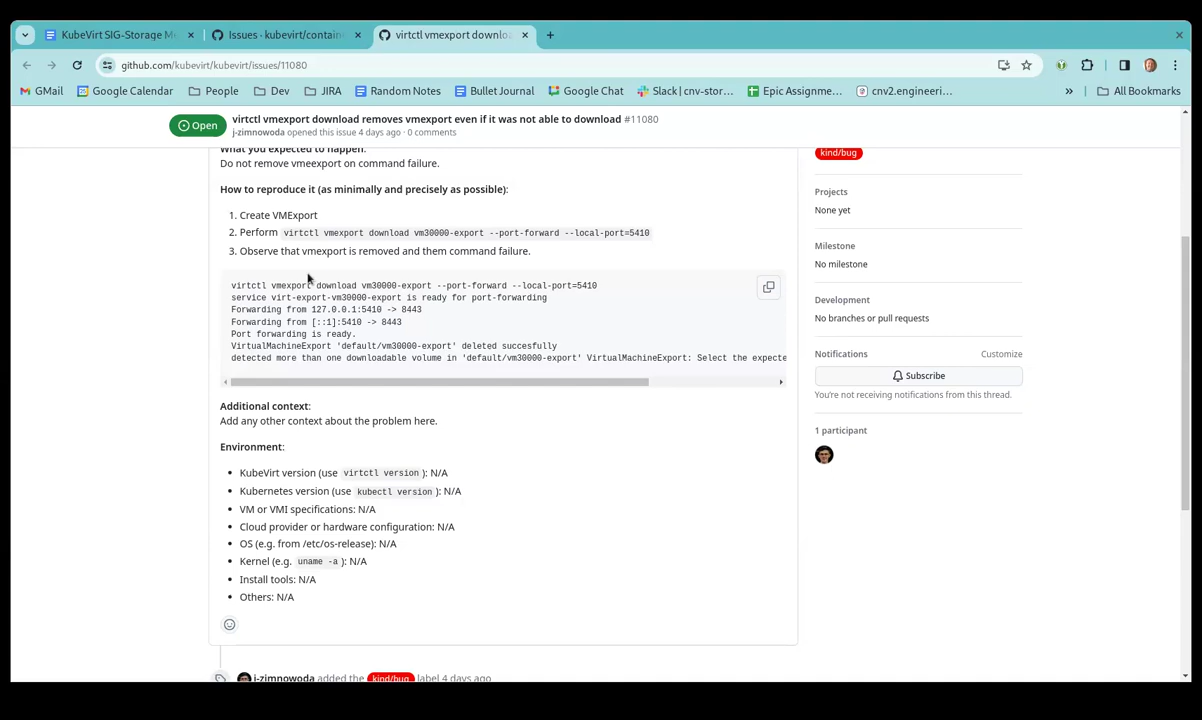 KubeVirt SIG-Storage M
Issues · kubevirt/contain
virtctl vmexport downlo
github.com/kubevirt/kubevirt/issues/11080
GMail
Google Calendar
People
Dev
JIRA
Random Notes
Bullet Journal
Google Chat
Slack | cnv-stor...
Epic Assignme...
cnv2.engineeri...
All Bookmarks
Open
virtctl vmexport download removes vmexport even if it was not able to download #11080
j-zimnowoda opened this issue 4 days ago · 0 comments
What you expected to happen:
Do not remove vmeexport on command failure.
How to reproduce it (as minimally and precisely as possible):
1. Create VMExport
2. Perform virtctl vmexport download vm30000-export --port-forward --local-port=5410
3. Observe that vmexport is removed and them command failure.
virtctl vmexport download vm30000-export --port-forward --local-port=5410
service virt-export-vm30000-export is ready for port-forwarding
Forwarding from 127.0.0.1:5410 -> 8443
Forwarding from [::1]:5410 -> 8443
Port forwarding is ready.
VirtualMachineExport 'default/vm30000-export' deleted succesfully
detected more than one downloadable volume in 'default/vm30000-export' VirtualMachineExport: Select the expecte
Additional context:
Add any other context about the problem here.
Environment:
KubeVirt version (use virtctl version): N/A
Kubernetes version (use kubectl version): N/A
VM or VMI specifications: N/A
Cloud provider or hardware configuration: N/A
OS (e.g. from /etc/os-release): N/A
Kernel (e.g. uname -a): N/A
Install tools: N/A
Others: N/A
j-zimnowoda added the kind/bug label 4 days ago
kind/bug
Projects
None yet
Milestone
No milestone
Development
No branches or pull requests
Notifications
Customize
Subscribe
You're not receiving notifications from this thread.
1 participant